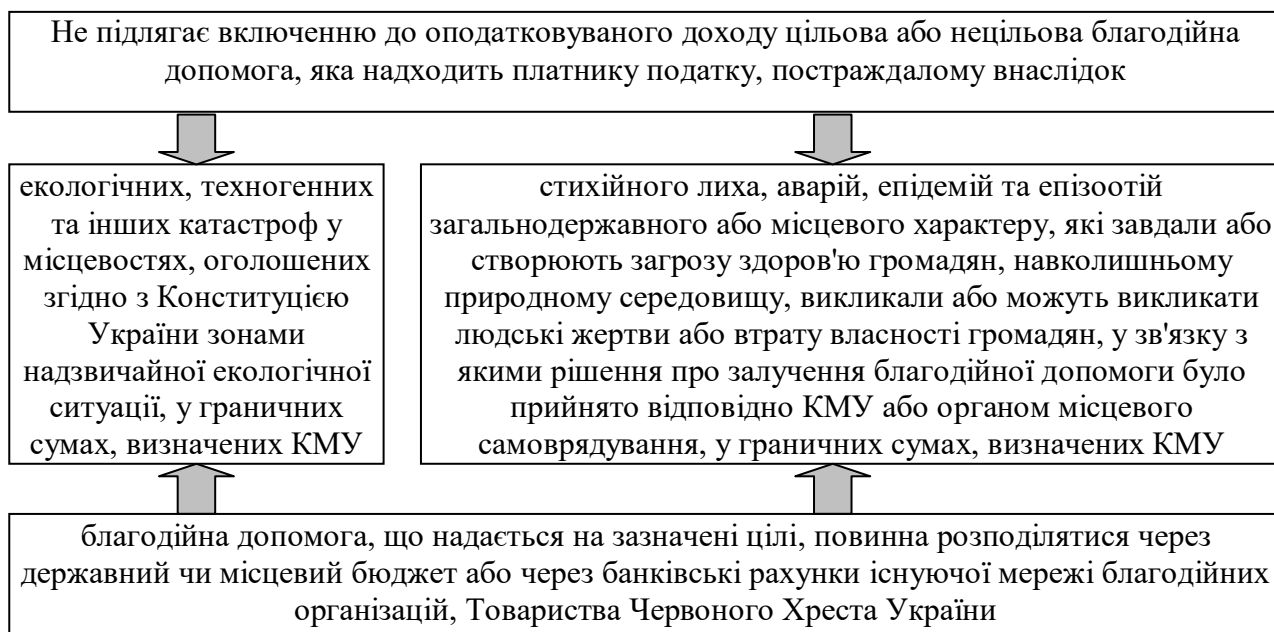 Не підлягає включенню до оподатковуваного доходу цільова або нецільова благодійна
допомога, яка надходить платнику податку, постраждалому внаслідок
екологічних, техногенних
та інших катастроф у
місцевостях, оголошених
згідно з Конституцією
України зонами
надзвичайної екологічної
ситуації, у граничних
сумах, визначених КМУ
стихійного лиха, аварій, епідемій та епізоотій
загальнодержавного або місцевого характеру, які завдали або
створюють загрозу здоров'ю громадян, навколишньому
природному середовищу, викликали або можуть викликати
людські жертви або втрату власності громадян, у зв'язку з
якими рішення про залучення благодійної допомоги було
прийнято відповідно КМУ або органом місцевого
самоврядування, у граничних сумах, визначених КМУ
благодійна допомога, що надається на зазначені цілі, повинна розподілятися через
державний чи місцевий бюджет або через банківські рахунки існуючої мережі благодійних
організацій, Товариства Червоного Хреста України